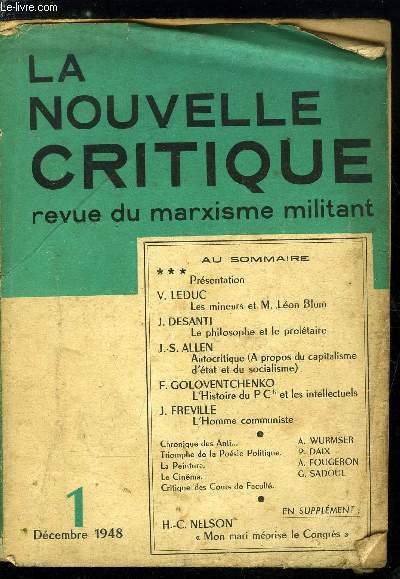 Le-livre.com
LA
NOUVELLE
CRITIQUE
revue du marxisme militant
AU SOMMAIRE
***
Présentation
V. LEDUC
Les mineurs et M. Léon Blum
J. DESANTI
Le philosophe et le prolétaire
J.-S. ALLEN
Autocritique (A propos du capitalisme
d'état et du socialisme)
F. GOLOVENTCHENKO
L'Histoire du P C b et les intellectuels
J. FREVILLE
L'Homme communiste
Chronique des Anti... A. WURMSER
Triomphe de la Poésie Politique. P. DAIX
La Peinture. A. FOUGERON
Le Cinéma. G. SADOUL
Critique des Cours de Faculté.
EN SUPPLÉMENT :
H.-C. NELSON
« Mon mari méprise le Congrès »
1
Décembre 1948